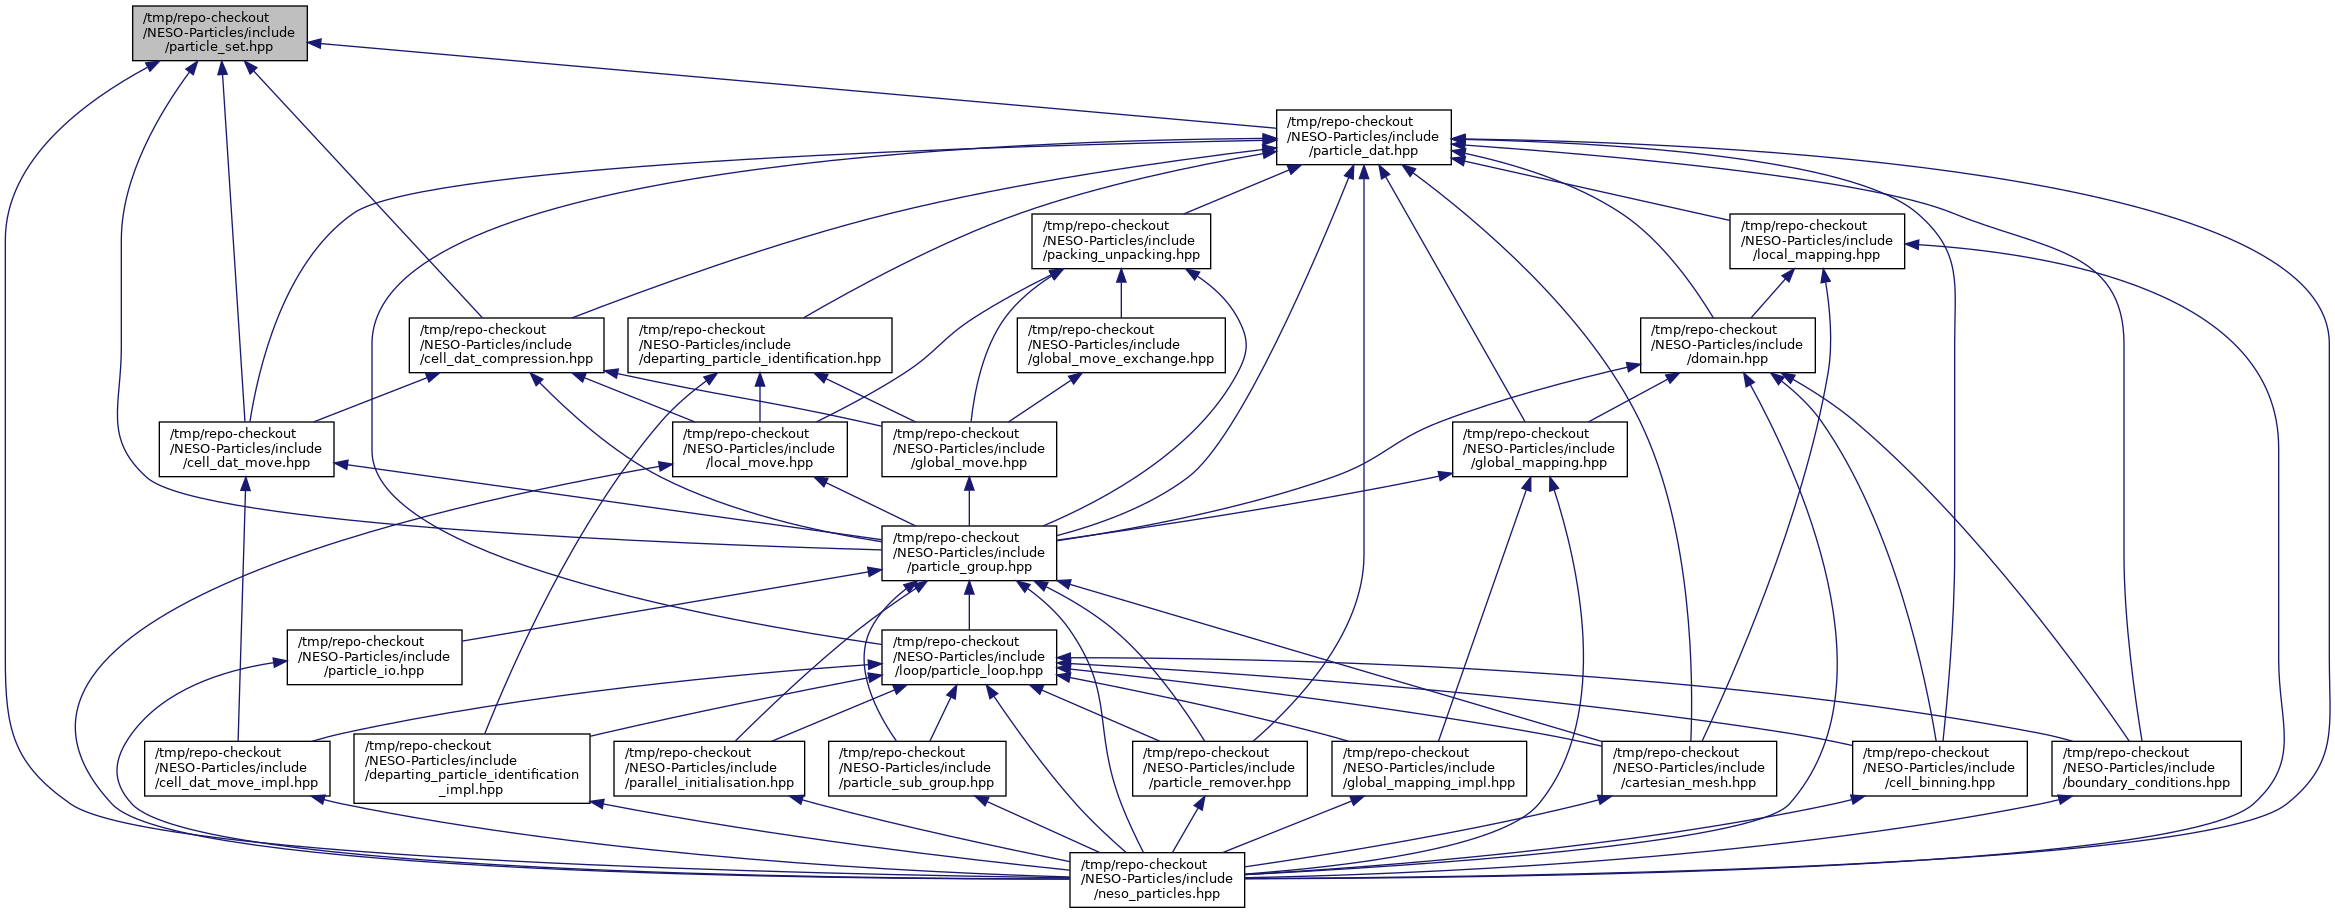 /tmp/repo-checkout
/NESO-Particles/include
/particle_set.hpp
/tmp/repo-checkout
/NESO-Particles/include
/particle_dat.hpp
/tmp/repo-checkout
/NESO-Particles/include
/packing_unpacking.hpp
/tmp/repo-checkout
/NESO-Particles/include
/local_mapping.hpp
/tmp/repo-checkout
/NESO-Particles/include
/cell_dat_compression.hpp
/tmp/repo-checkout
/NESO-Particles/include
/departing_particle_identification.hpp
/tmp/repo-checkout
/NESO-Particles/include
/global_move_exchange.hpp
/tmp/repo-checkout
/NESO-Particles/include
/domain.hpp
/tmp/repo-checkout
/NESO-Particles/include
/cell_dat_move.hpp
/tmp/repo-checkout
/NESO-Particles/include
/local_move.hpp
/tmp/repo-checkout
/NESO-Particles/include
/global_move.hpp
/tmp/repo-checkout
/NESO-Particles/include
/global_mapping.hpp
/tmp/repo-checkout
/NESO-Particles/include
/particle_group.hpp
/tmp/repo-checkout
/NESO-Particles/include
/particle_io.hpp
/tmp/repo-checkout
/NESO-Particles/include
/loop/particle_loop.hpp
/tmp/repo-checkout
/NESO-Particles/include
/cell_dat_move_impl.hpp
/tmp/repo-checkout
/NESO-Particles/include
/departing_particle_identification
_impl.hpp
/tmp/repo-checkout
/NESO-Particles/include
/parallel_initialisation.hpp
/tmp/repo-checkout
/NESO-Particles/include
/particle_sub_group.hpp
/tmp/repo-checkout
/NESO-Particles/include
/particle_remover.hpp
/tmp/repo-checkout
/NESO-Particles/include
/global_mapping_impl.hpp
/tmp/repo-checkout
/NESO-Particles/include
/cartesian_mesh.hpp
/tmp/repo-checkout
/NESO-Particles/include
/cell_binning.hpp
/tmp/repo-checkout
/NESO-Particles/include
/boundary_conditions.hpp
/tmp/repo-checkout
/NESO-Particles/include
/neso_particles.hpp